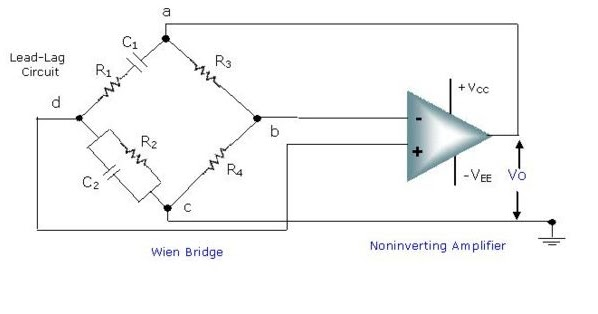 a
C1
Lead-Lag
Circuit
R1
R3
+VCC
d
b
-
+
R2
R4
C2
-VEE
VO
c
Wien Bridge
Noninverting Amplifier